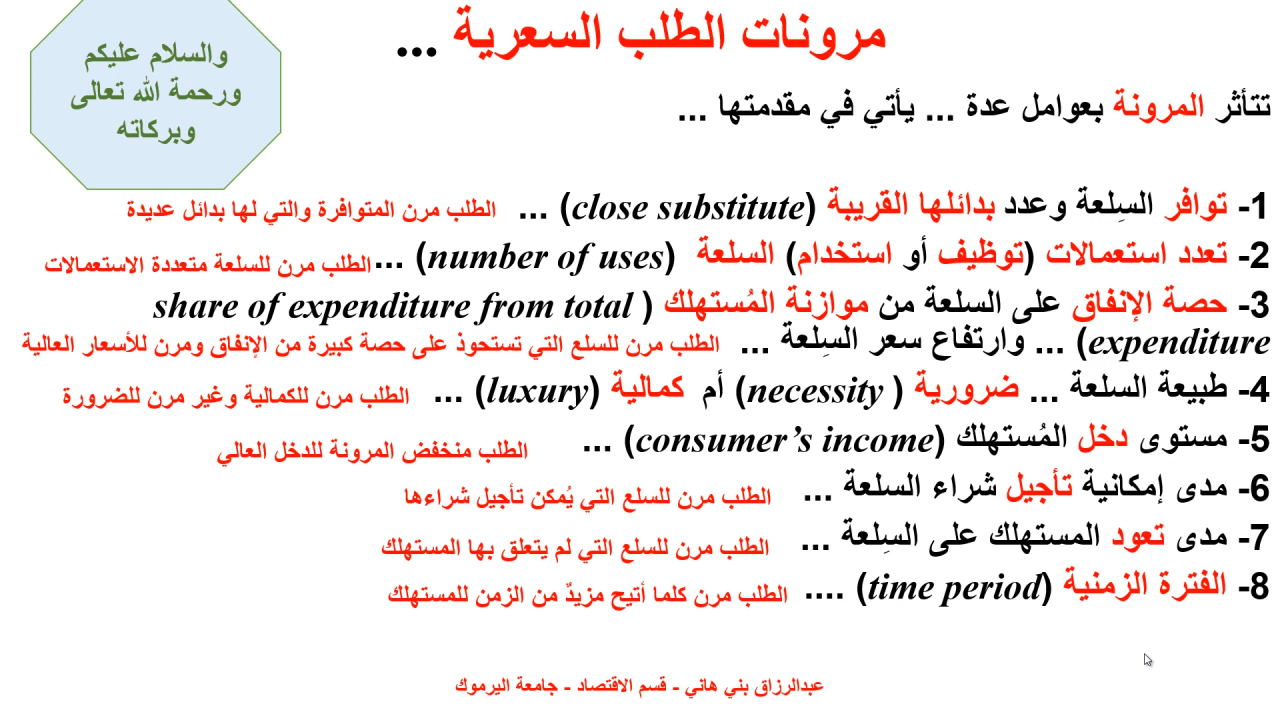 مرونات الطلب السعرية ...
والسلام عليكم
ورحمة الله تعالى
وبركاته
تتأثر المرونة بعوامل عدة ... يأتي في مقدمتها ...
1- توافر السِلعة وعدد بدائلها القريبة (close substitute) ... الطلب مرن المتوافرة والتي لها بدائل عديدة
2- تعدد استعمالات (توظيف أو استخدام) السلعة (number of uses) ... الطلب مرن للسلعة متعددة الاستعمالات
3- حصة الإنفاق على السلعة من موازنة المُستهلك ( share of expenditure from total
expenditure) ... وارتفاع سعر السِلعة ... الطلب مرن للسلع التي تستحوذ على حصة كبيرة من الإنفاق ومرن للأسعار العالية
4- طبيعة السلعة ... ضرورية ( necessity) أم كمالية (luxury) ... الطلب مرن للكمالية وغير مرن للضرورة
5- مستوى دخل المُستهلك (consumer’s income) ... الطلب منخفض المرونة للدخل العالي
6- مدى إمكانية تأجيل شراء السلعة ... الطلب مرن للسلع التي يُمكن تأجيل شراءها
7- مدى تعود المستهلك على السِلعة ... الطلب مرن للسلع التي لم يتعلق بها المستهلك
8- الفترة الزمنية (time period) .... الطلب مرن كلما أتيح مزيدٌ من الزمن للمستهلك
عبدالرزاق بني هاني - قسم الاقتصاد - جامعة اليرموك